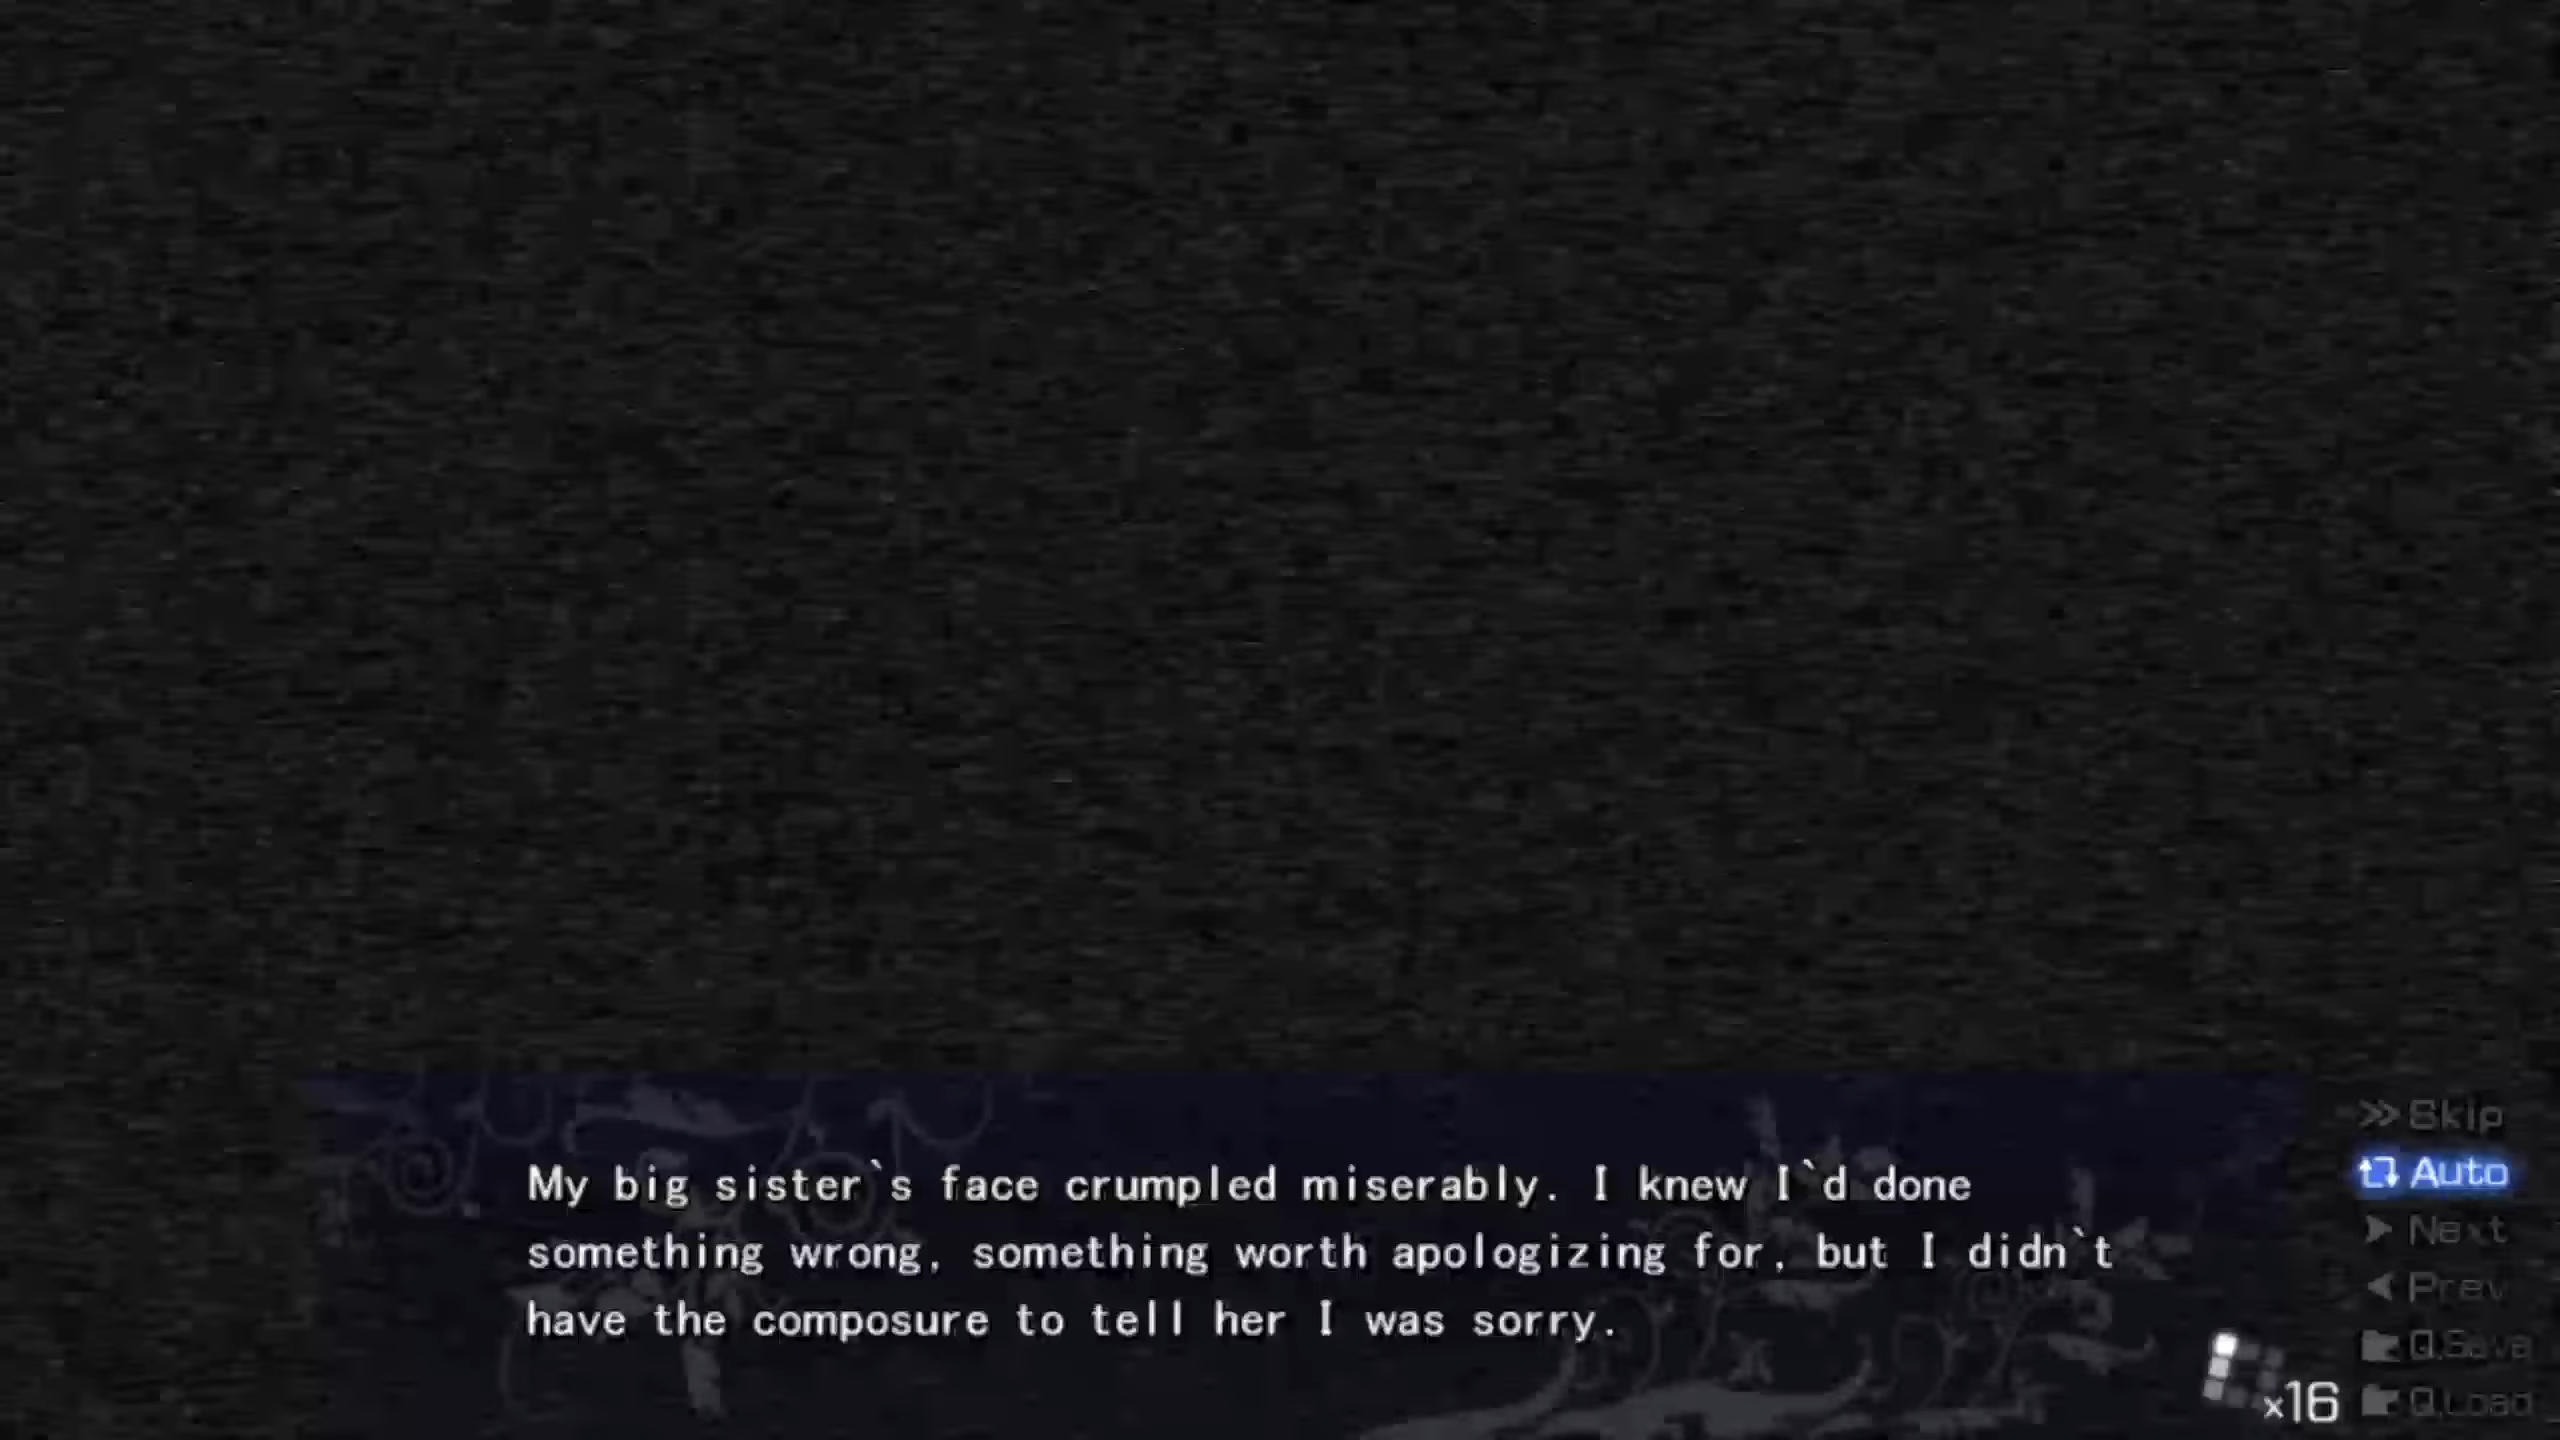 My big sister`s face crumpled miserably. I knew I`d done
something wrong, something worth apologizing for, but I didn`t
have the composure to tell her I was sorry.
Skip
Auto
Next
Prev
Q.Save
Q.Load
×16